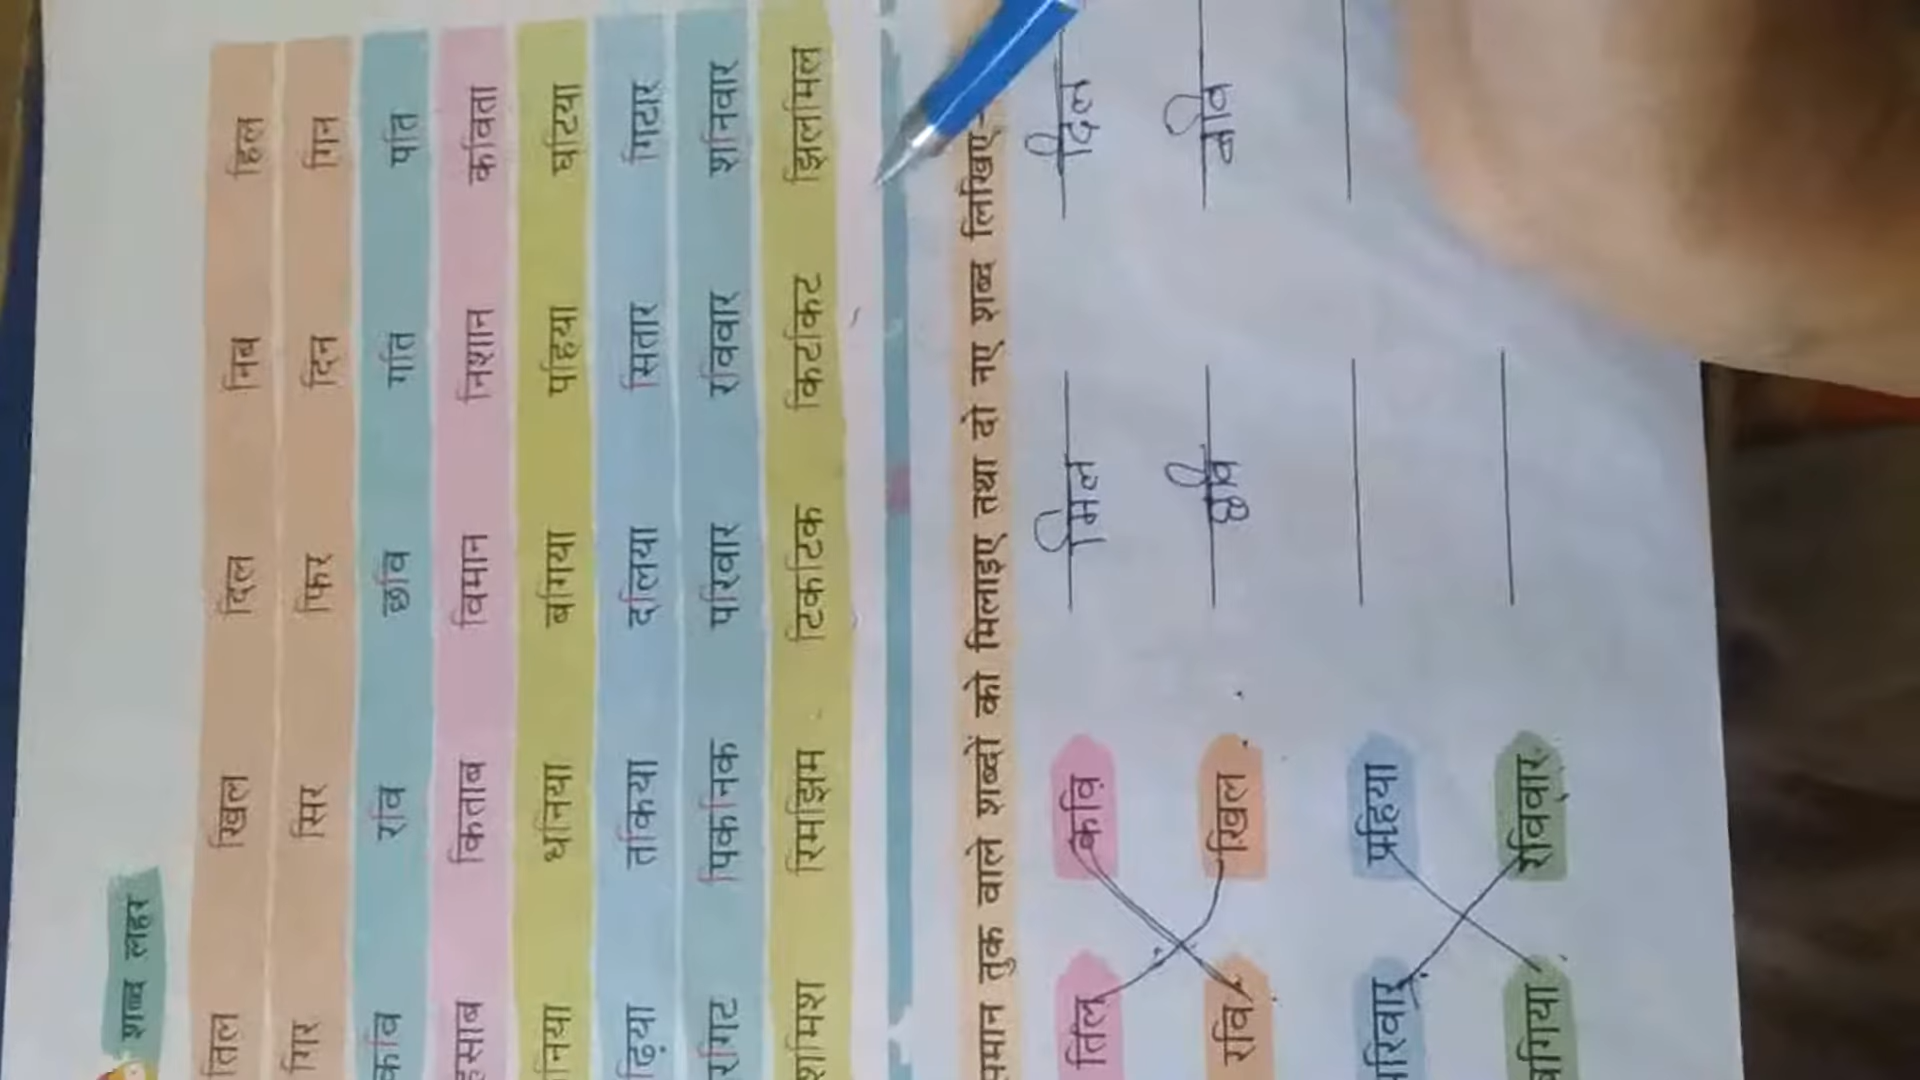 शब्द लहर
तिल खिल दिल निब हिल
गिर सिर फिर दिन गिन
कवि रवि छवि गति पति
किताब विमान निशान कविता
धनिया बगिया पहिया घटिया
तकिया दलिया सितार गिटार
पिकनिक परिवार रविवार शनिवार
रिमझिम टिकटिक किटकिट झिलमिल
समान तुक वाले शब्दों को मिलाइए तथा दो नए शब्द लिखिए-
तिल कवि मिल दिल
रवि खिल छवि
परिवार पहिया
बगिया रविवार